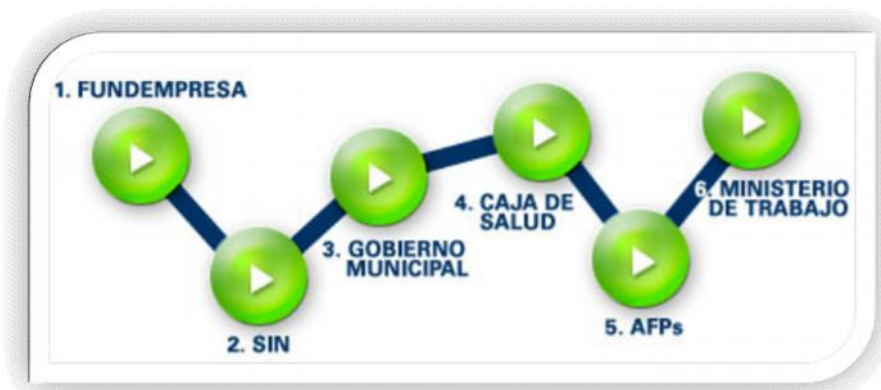 1. FUNDEMPRESA
2. SIN
3. GOBIERNO
MUNICIPAL
4. CAJA DE
SALUD
5. AFPs
6. MINISTERIO
DE TRABAJO